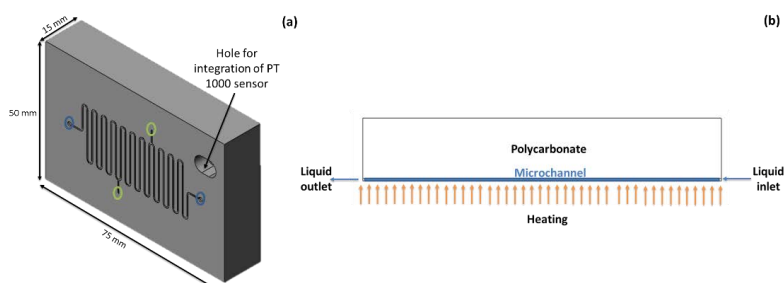 15 mm
(a)
Hole for
integration of PT
1000 sensor
50 mm
75 mm
(b)
Polycarbonate
Microchannel
Liquid
outlet
Liquid
inlet
Heating